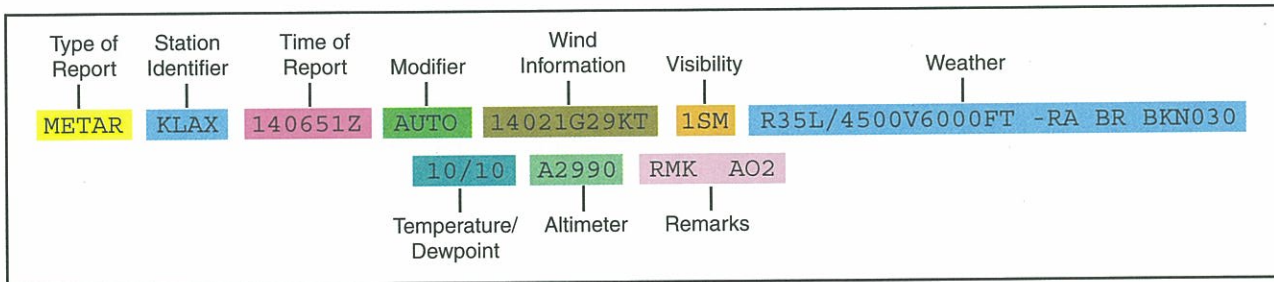 Type of Report
Station Identifier
Time of Report
Modifier
Wind Information
Visibility
Weather
METAR KLAX 140651Z AUTO 14021G29KT 1SM R35L/4500V6000FT -RA BR BKN030
10/10 A2990 RMK AO2
Temperature/ Dewpoint
Altimeter
Remarks